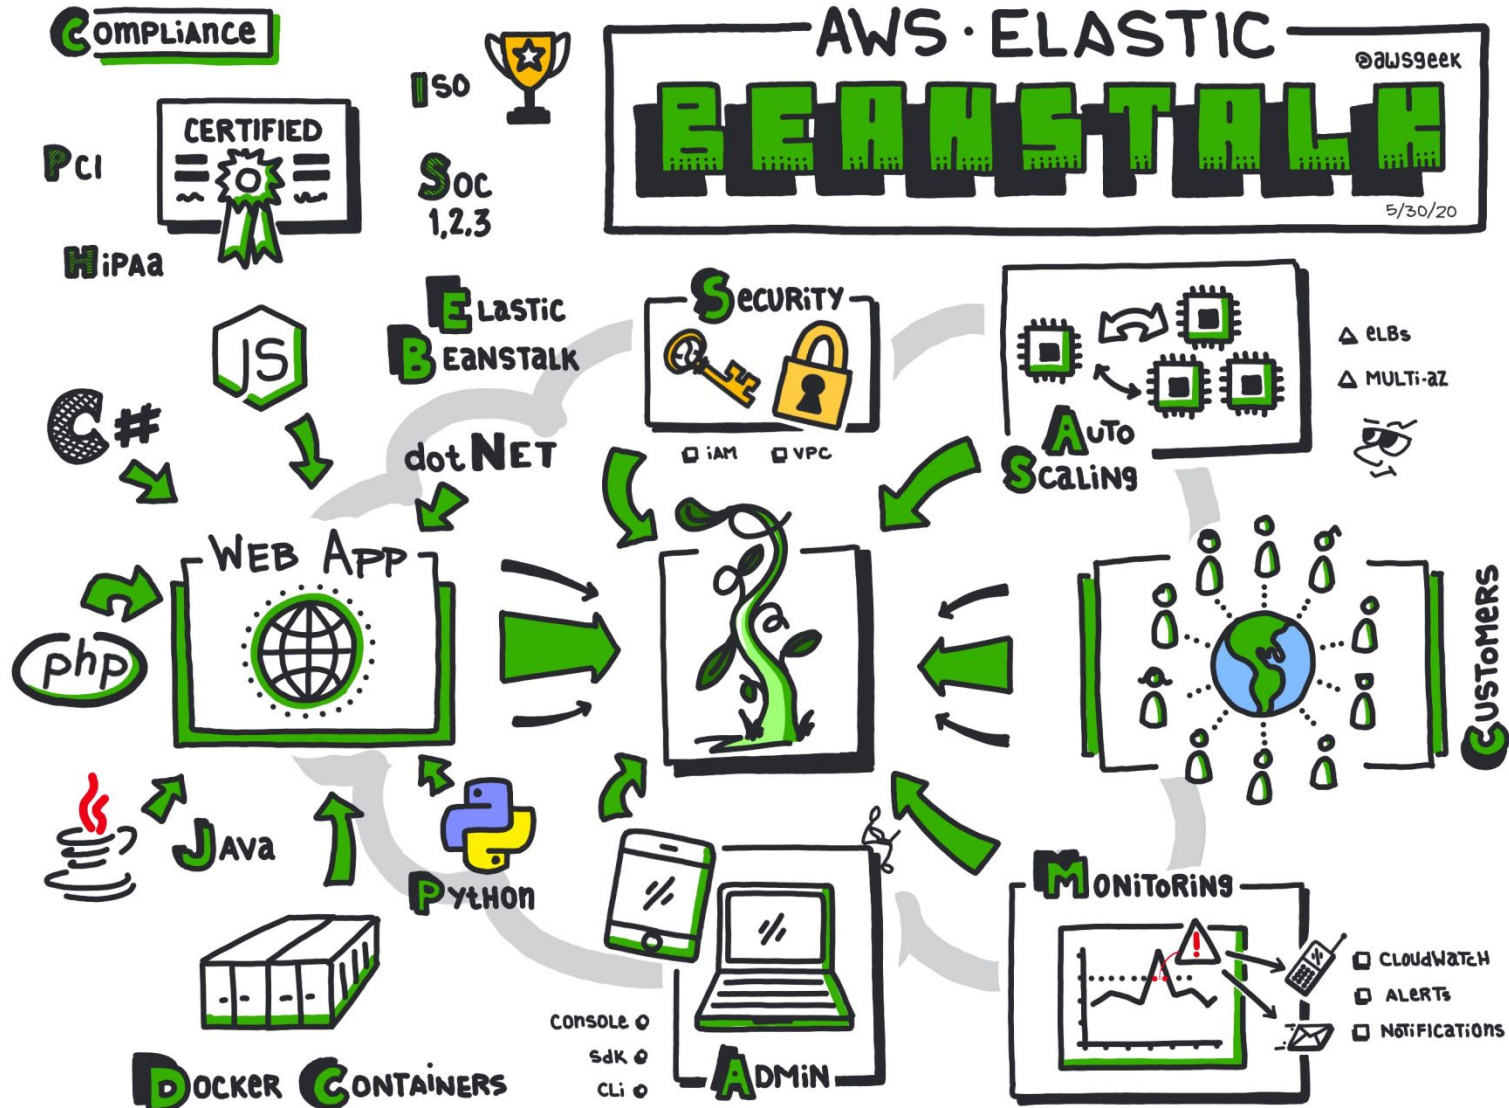 COMPLiANce
iso
CERTIFIED
PCI
Soc
1,2,3
HiPAa
AWS · ELASTIC
@awsgeek
BEANSTALK
5/30/20
ELastic
BEANSTALK
SecuRiTY
iAM
VPC
eLBs
MULTi-aZ
AUTO
ScaLiNg
JS
C#
dot NET
WEB APP
php
CUSTOMERS
JAVa
PYtHon
MONiToRiNg
CLOUdWaTcH
ALeRTs
NoTiFicaTions
consoLe
sdK
cLi
ADMiN
DOCKeR CONTAiNERS